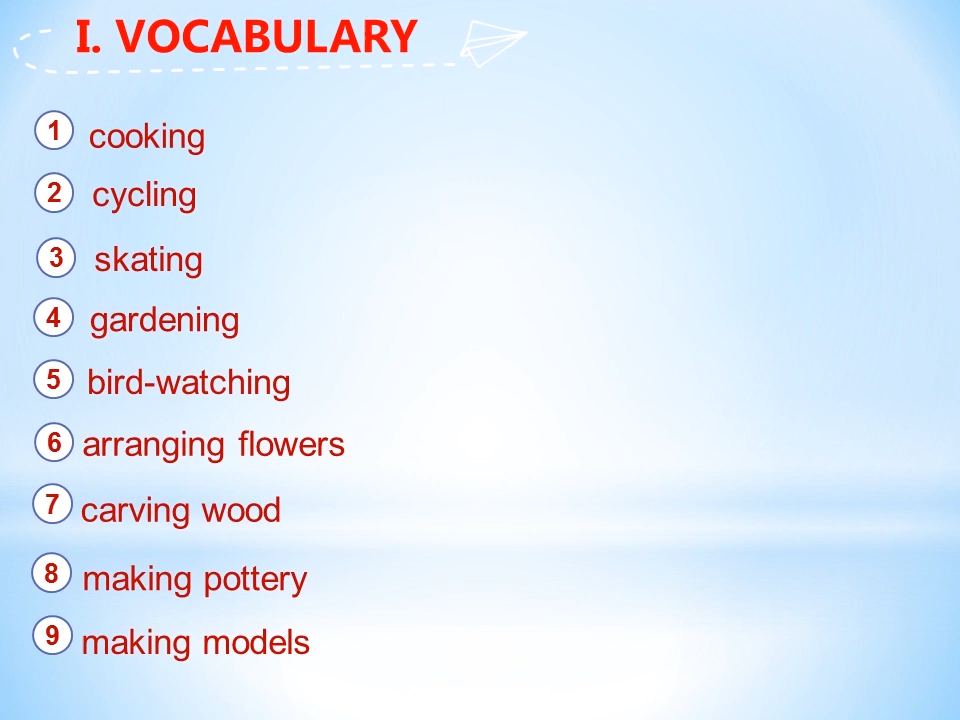 I. VOCABULARY
1 cooking
2 cycling
3 skating
4 gardening
5 bird-watching
6 arranging flowers
7 carving wood
8 making pottery
9 making models